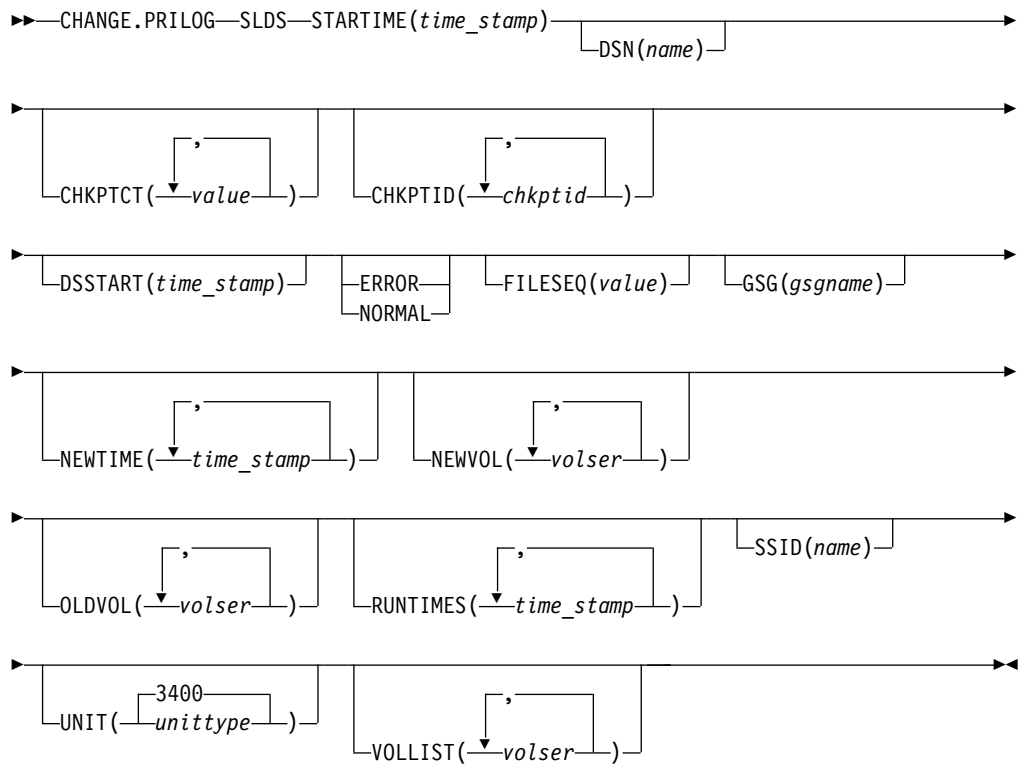 CHANGE.PRILOG SLDS STARTIME(time_stamp)
DSN(name)
,
,
CHKPTCT( value )
CHKPTID( chkptid )
DSSTART(time_stamp)
ERROR
NORMAL
FILESEQ(value)
GSG(gsgname)
,
,
NEWTIME( time_stamp )
NEWVOL( volser )
,
,
OLDVOL( volser )
RUNTIMES( time_stamp )
SSID(name)
3400
UNIT( unittype )
,
VOLLIST( volser )